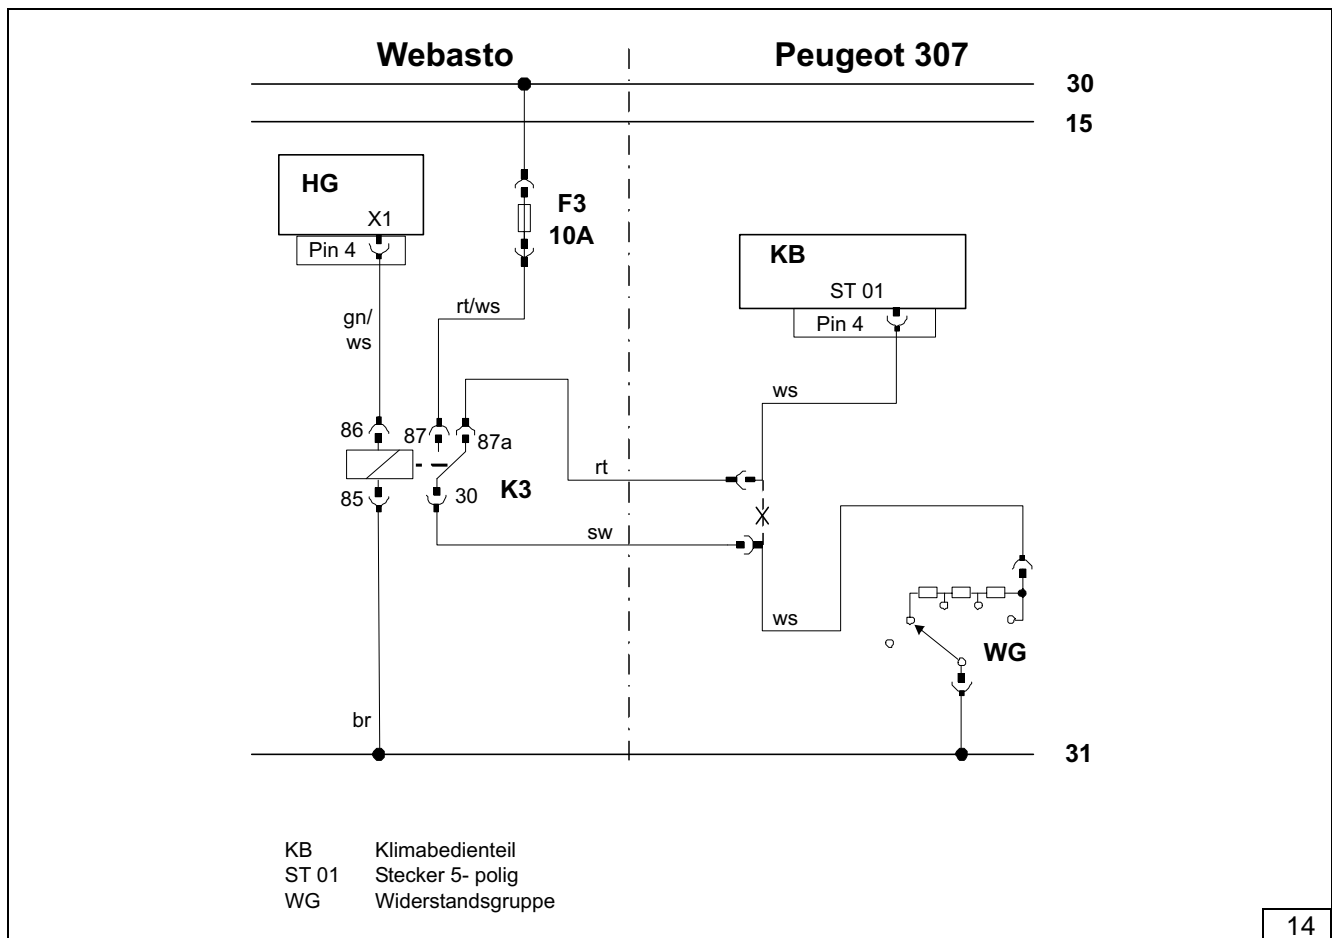 Webasto
Peugeot 307
30
15
HG
X1
Pin 4
F3
10A
KB
ST 01
Pin 4
gn/
ws
rt/ws
ws
86
87
87a
rt
85
30
K3
sw
ws
WG
br
31
KB Klimabedienteil
ST 01 Stecker 5- polig
WG Widerstandsgruppe
14